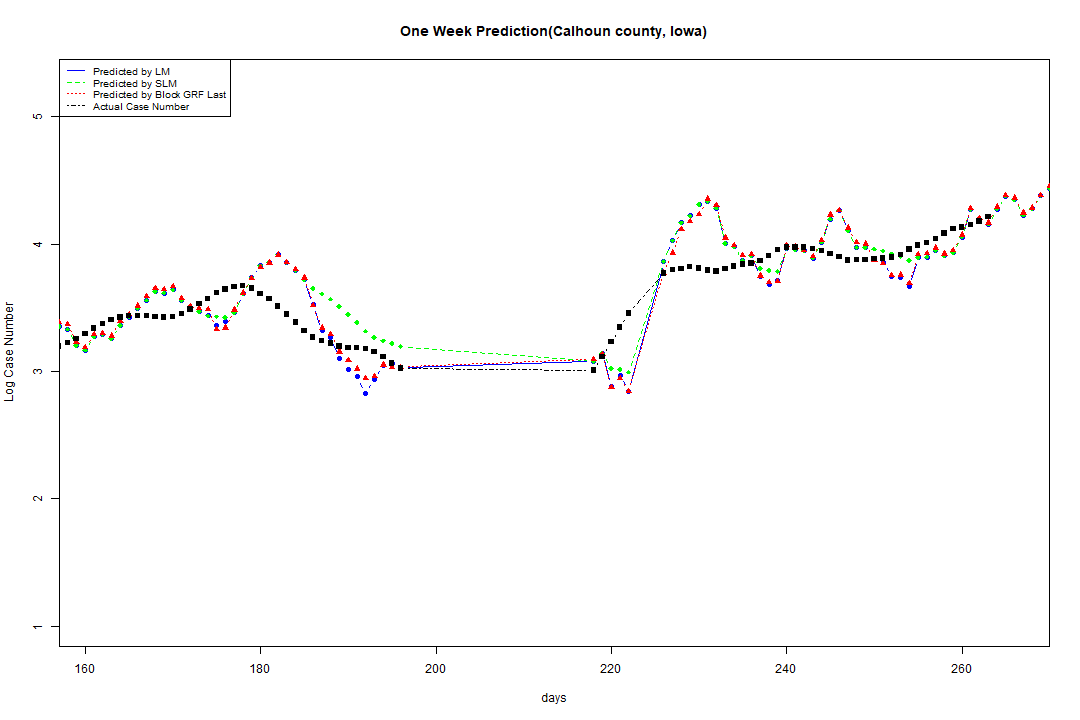 One Week Prediction(Calhoun county, Iowa)
Predicted by LM
Predicted by SLM
Predicted by Block GRF Last
Actual Case Number
5
4
3
2
1
Log Case Number
160 180 200 220 240 260
days